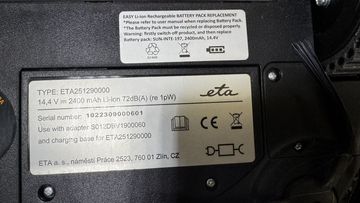 EASY Li-Ion Rechargeable BATTERY PACK REPLACEMENT
*Please refer to user manual when replacing Battery Pack.
*The Battery Pack must be recycled or disposed properly.
Warning: firstly switch-off product, and then replace
Battery pack: SUN-INTE-197, 2400mAh, 14.4V
Li-ion
TYPE: ETA251290000
14,4 V ⎓ 2400 mAh Li-Ion 72dB(A) (re 1pW)
Serial number:
1022309000601
Use with adapter S012DBV1900060
and charging base for ETA251290000
ETA a. s., náměstí Práce 2523, 760 01 Zlín, CZ
eta
CE